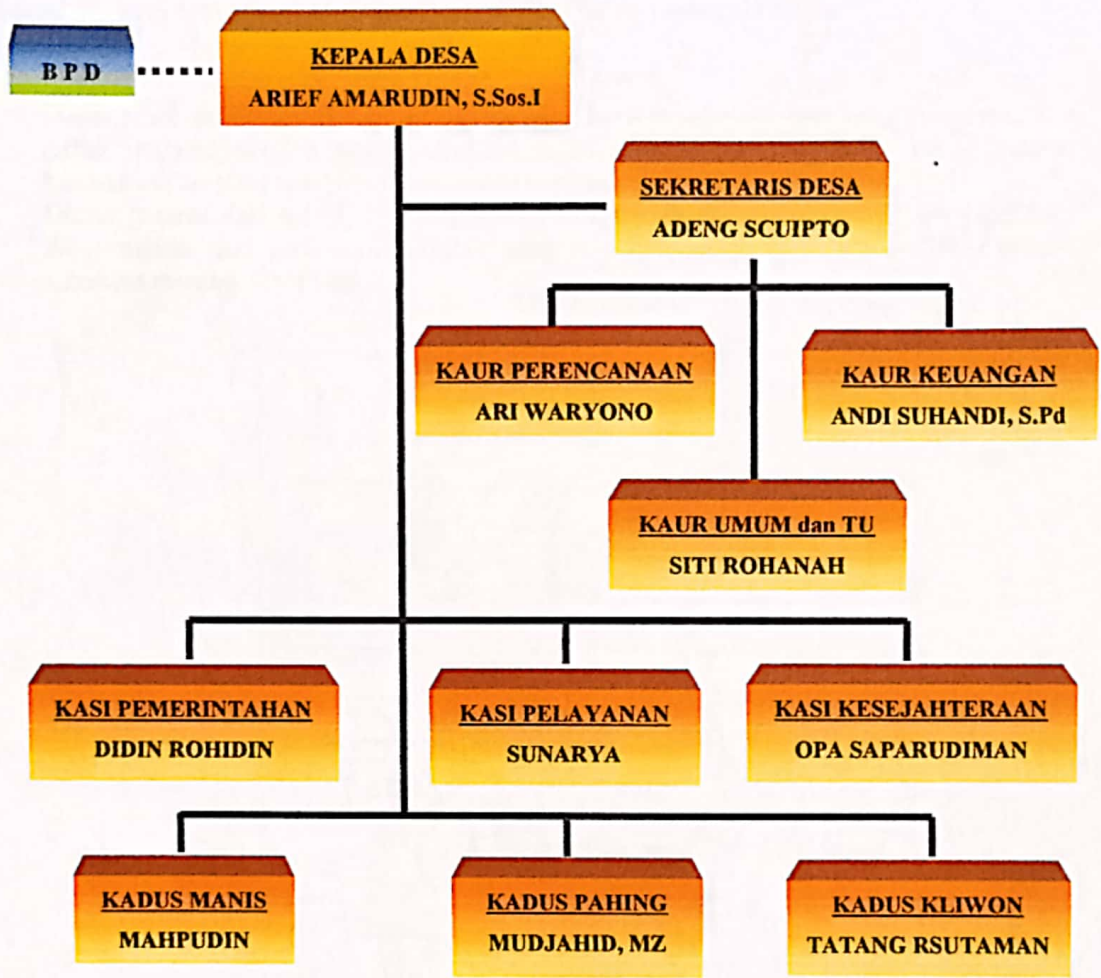 B P D
KEPALA DESA
ARIEF AMARUDIN, S.Sos.I
SEKRETARIS DESA
ADENG SCUIPTO
KAUR PERENCANAAN
ARI WARYONO
KAUR KEUANGAN
ANDI SUHANDI, S.Pd
KAUR UMUM dan TU
SITI ROHANAH
KASI PEMERINTAHAN
DIDIN ROHIDIN
KASI PELAYANAN
SUNARYA
KASI KESEJAHTERAAN
OPA SAPARUDIMAN
KADUS MANIS
MAHPUDIN
KADUS PAHING
MUDJAHID, MZ
KADUS KLIWON
TATANG RSUTAMAN